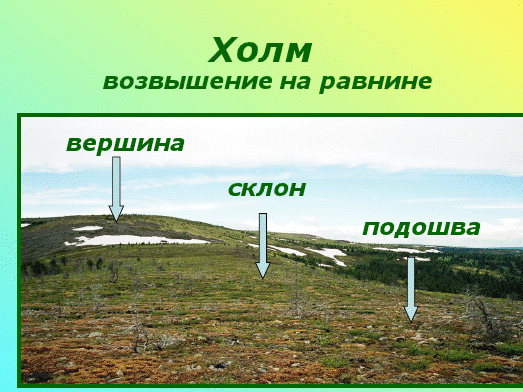 Холм
возвышение на равнине
вершина
склон
подошва